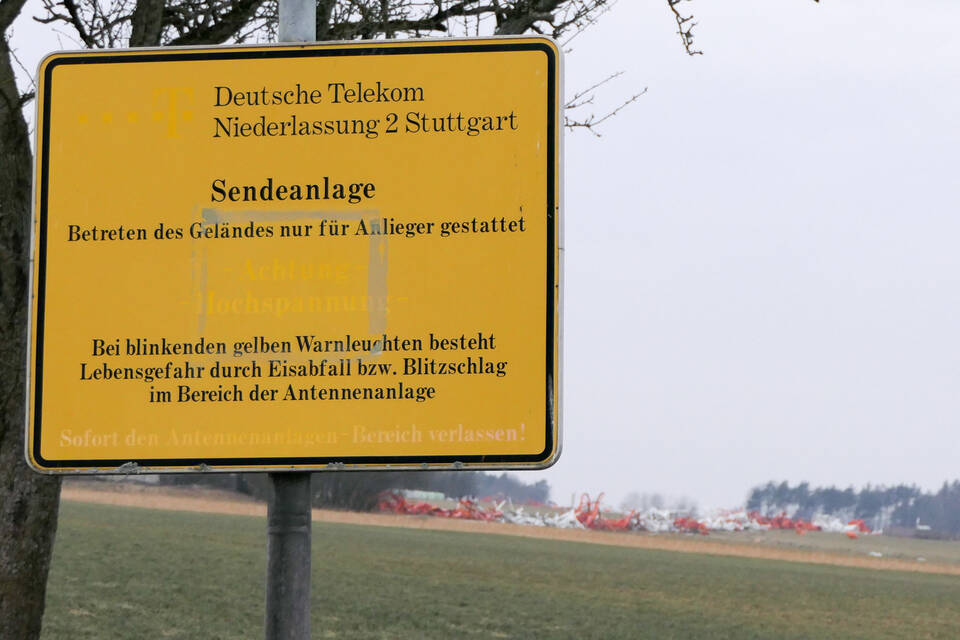 T
Deutsche Telekom
Niederlassung 2 Stuttgart
Sendeanlage
Betreten des Geländes nur für Anlieger gestattet
- Achtung -
- Hochspannung -
Bei blinkenden gelben Warnleuchten besteht
Lebensgefahr durch Eisabfall bzw. Blitzschlag
im Bereich der Antennenanlage
Sofort den Antennenanlagen-Bereich verlassen!